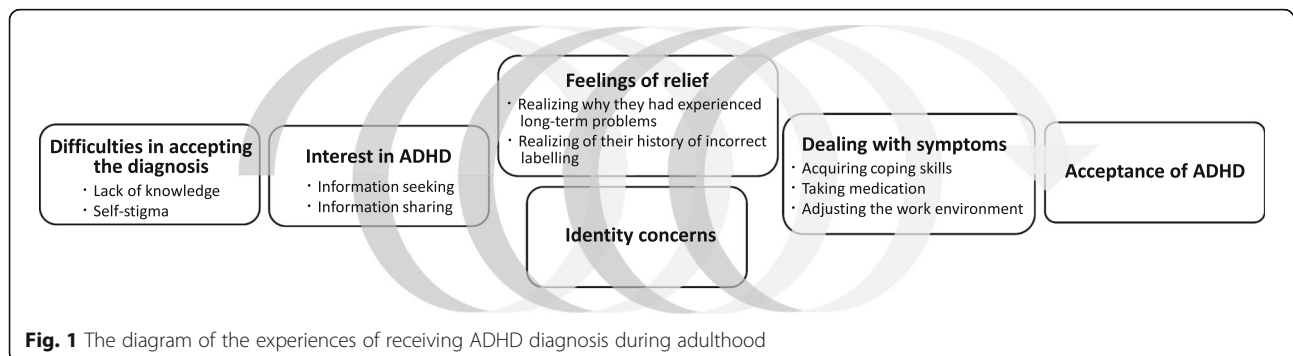 Difficulties in accepting
the diagnosis
· Lack of knowledge
· Self-stigma
Interest in ADHD
· Information seeking
· Information sharing
Feelings of relief
· Realizing why they had experienced
long-term problems
· Realizing of their history of incorrect
labelling
Identity concerns
Dealing with symptoms
· Acquiring coping skills
· Taking medication
· Adjusting the work environment
Acceptance of ADHD
Fig. 1 The diagram of the experiences of receiving ADHD diagnosis during adulthood